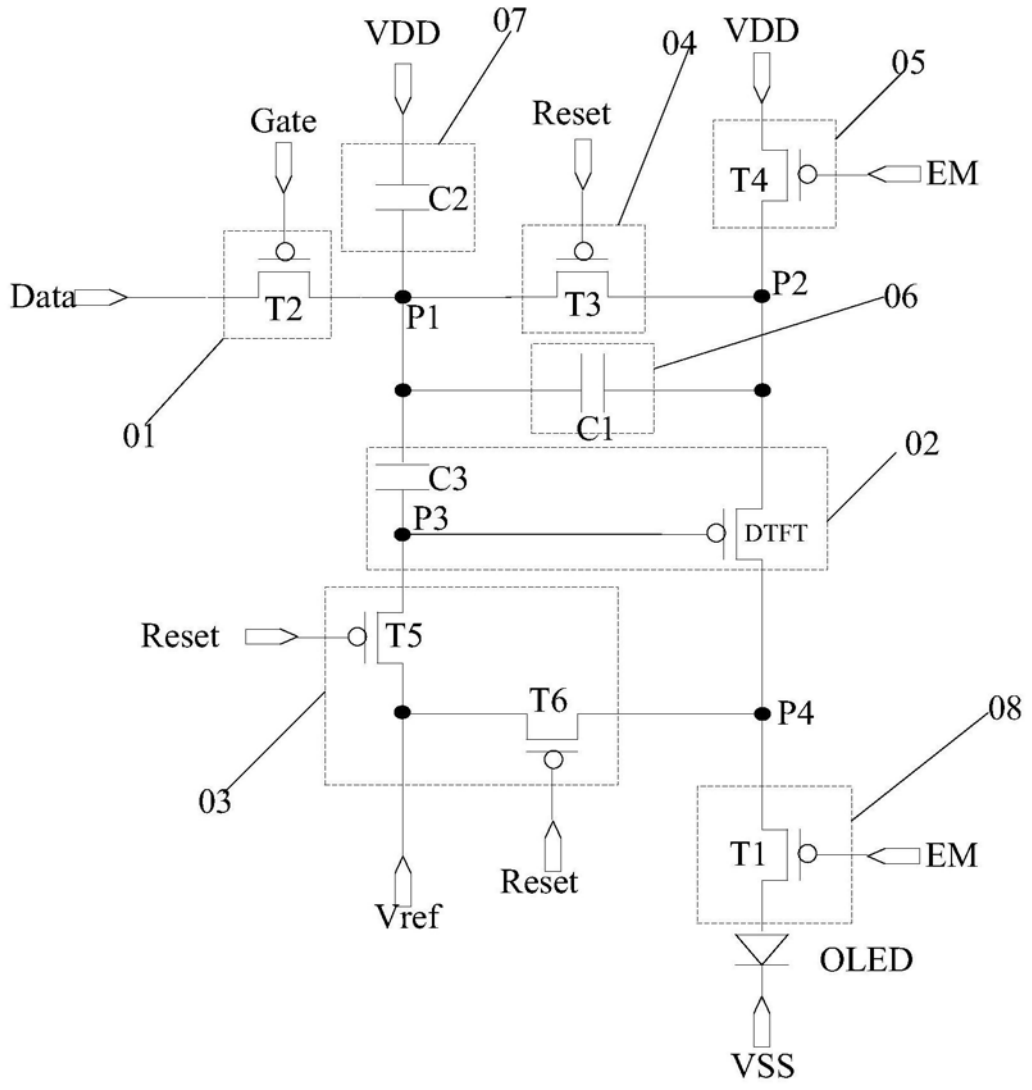 07
VDD
04
VDD
05
Gate
Reset
C2
T4
EM
Data
T2
P1
T3
P2
06
01
C1
02
C3
P3
DTFT
Reset
T5
T6
P4
08
03
T1
EM
Reset
Vref
OLED
VSS